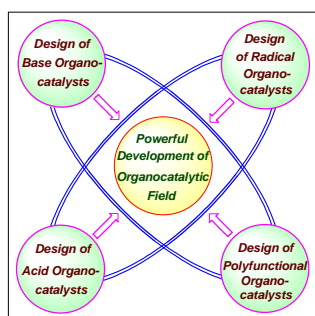 Design of
Base Organo-
catalysts
Design
of Radical
Organo-
catalysts
Powerful
Development of
Organocatalytic
Field
Design of
Acid Organo-
catalysts
Design of
Polyfunctional
Organo-
catalysts